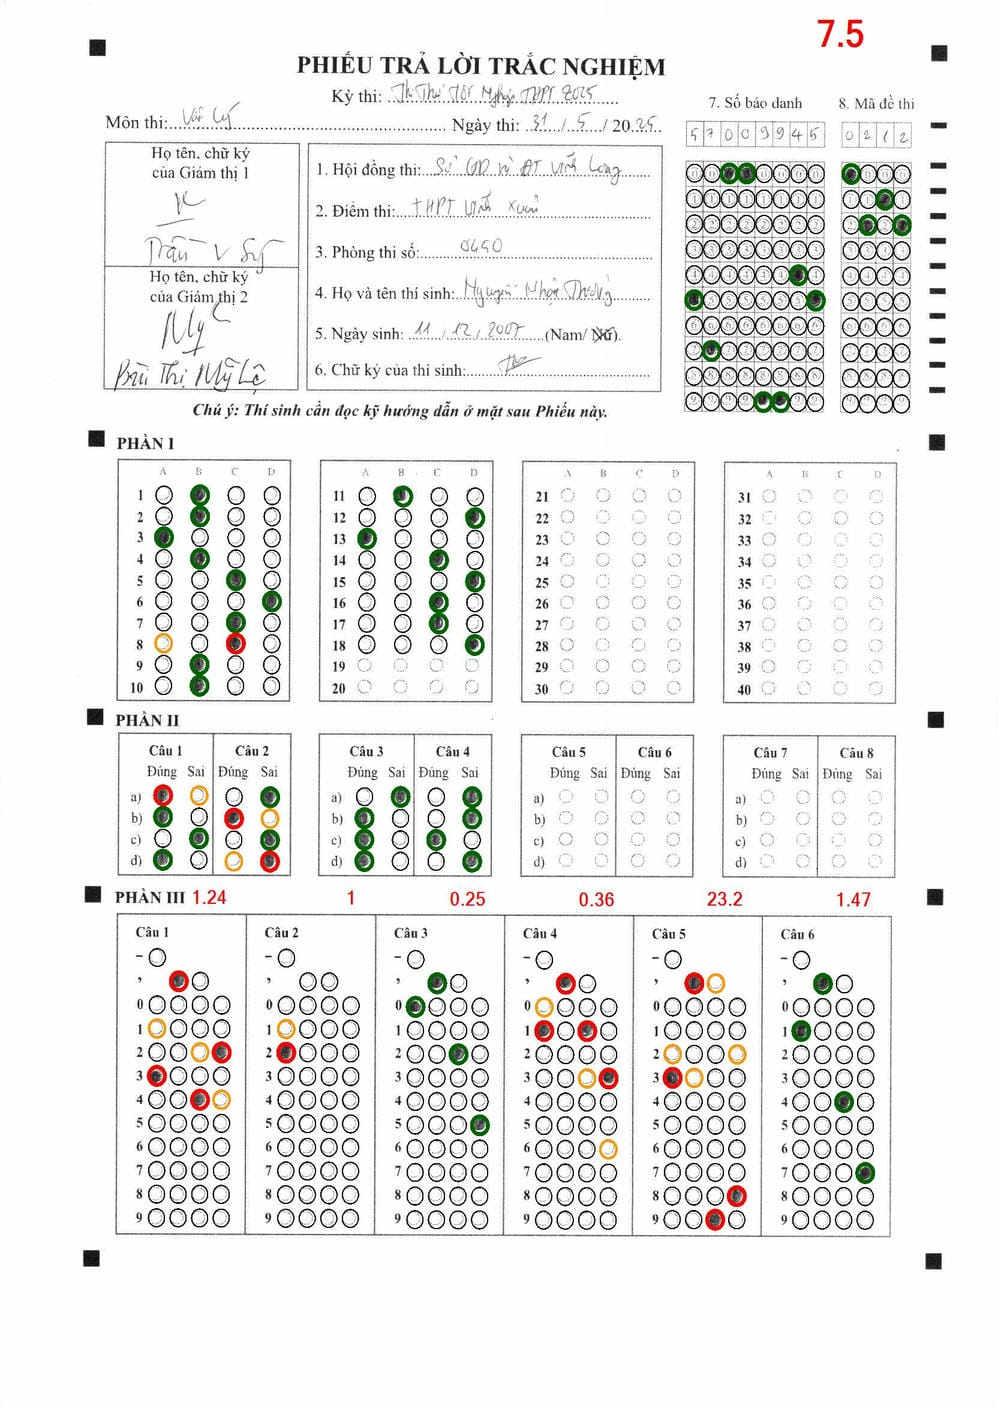 7.5
PHIẾU TRẢ LỜI TRẮC NGHIỆM
Kỳ thi: Thi Thử Tốt Nghiệp THPT 2025
Môn thi: Vật Lý Ngày thi: 31 / 5 / 2025
7. Số báo danh 8. Mã đề thi
5 7 0 0 9 9 4 5 0 2 1 2
Họ tên, chữ ký
của Giám thị 1
Trần V Sỹ
Họ tên, chữ ký
của Giám thị 2
My
Bùi Thị Mỹ Lệ
1. Hội đồng thi: Sở GD và ĐT Vĩnh Long
2. Điểm thi: THPT Vĩnh Xuân
3. Phòng thi số: 0450
4. Họ và tên thí sinh: Nguyễn Nhật Thương
5. Ngày sinh: 11 / 12 / 2007 (Nam/ Nữ).
6. Chữ ký của thí sinh:
Chú ý: Thí sinh cần đọc kỹ hướng dẫn ở mặt sau Phiếu này.
PHẦN I
A B C D A B C D A B C D A B C D
1 11 21 31
2 12 22 32
3 13 23 33
4 14 24 34
5 15 25 35
6 16 26 36
7 17 27 37
8 18 28 38
9 19 29 39
10 20 30 40
PHẦN II
Câu 1 Câu 2 Câu 3 Câu 4 Câu 5 Câu 6 Câu 7 Câu 8
Đúng Sai Đúng Sai Đúng Sai Đúng Sai Đúng Sai Đúng Sai Đúng Sai Đúng Sai
a) a) a) a)
b) b) b) b)
c) c) c) c)
d) d) d) d)
PHẦN III 1.24 1 0.25 0.36 23.2 1.47
Câu 1 Câu 2 Câu 3 Câu 4 Câu 5 Câu 6
- - - - - -
, , , , , ,
0 0 0 0 0 0
1 1 1 1 1 1
2 2 2 2 2 2
3 3 3 3 3 3
4 4 4 4 4 4
5 5 5 5 5 5
6 6 6 6 6 6
7 7 7 7 7 7
8 8 8 8 8 8
9 9 9 9 9 9